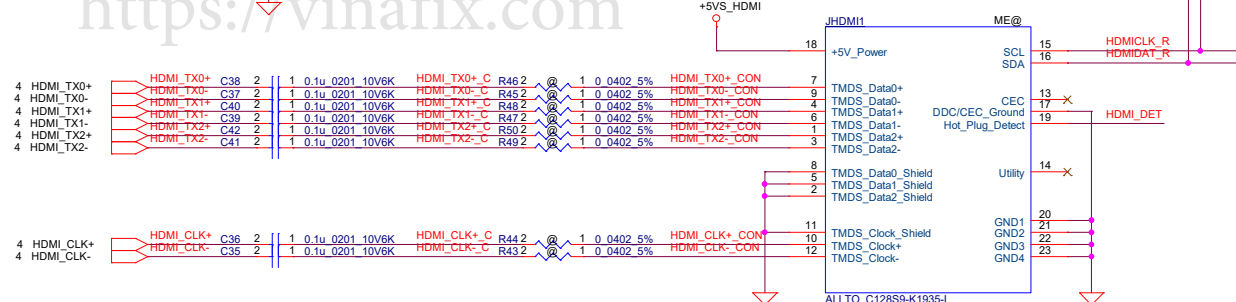 https://vinafix.com
+5VS_HDMI
JHDMI1 ME@
18 +5V_Power SCL 15 HDMICLK_R
SDA 16 HDMIDAT_R
4 HDMI_TX0+ HDMI_TX0+ C38 2 1 0.1u_0201_10V6K HDMI_TX0+_C R46 2 @ 1 0_0402_5% HDMI_TX0+_CON 7 TMDS_Data0+
4 HDMI_TX0- HDMI_TX0- C37 2 1 0.1u_0201_10V6K HDMI_TX0-_C R45 2 @ 1 0_0402_5% HDMI_TX0-_CON 9 TMDS_Data0- CEC 13
4 HDMI_TX1+ HDMI_TX1+ C40 2 1 0.1u_0201_10V6K HDMI_TX1+_C R48 2 @ 1 0_0402_5% HDMI_TX1+_CON 4 TMDS_Data1+ DDC/CEC_Ground 17
4 HDMI_TX1- HDMI_TX1- C39 2 1 0.1u_0201_10V6K HDMI_TX1-_C R47 2 @ 1 0_0402_5% HDMI_TX1-_CON 6 TMDS_Data1- Hot_Plug_Detect 19 HDMI_DET
4 HDMI_TX2+ HDMI_TX2+ C42 2 1 0.1u_0201_10V6K HDMI_TX2+_C R50 2 @ 1 0_0402_5% HDMI_TX2+_CON 1 TMDS_Data2+
4 HDMI_TX2- HDMI_TX2- C41 2 1 0.1u_0201_10V6K HDMI_TX2-_C R49 2 @ 1 0_0402_5% HDMI_TX2-_CON 3 TMDS_Data2-
8 TMDS_Data0_Shield Utility 14
5 TMDS_Data1_Shield
2 TMDS_Data2_Shield
GND1 20
11 TMDS_Clock_Shield GND2 21
4 HDMI_CLK+ HDMI_CLK+ C36 2 1 0.1u_0201_10V6K HDMI_CLK+_C R44 2 @ 1 0_0402_5% HDMI_CLK+_CON 10 TMDS_Clock+ GND3 22
4 HDMI_CLK- HDMI_CLK- C35 2 1 0.1u_0201_10V6K HDMI_CLK-_C R43 2 @ 1 0_0402_5% HDMI_CLK-_CON 12 TMDS_Clock- GND4 23
ALLTO_C128S9-K1935-L